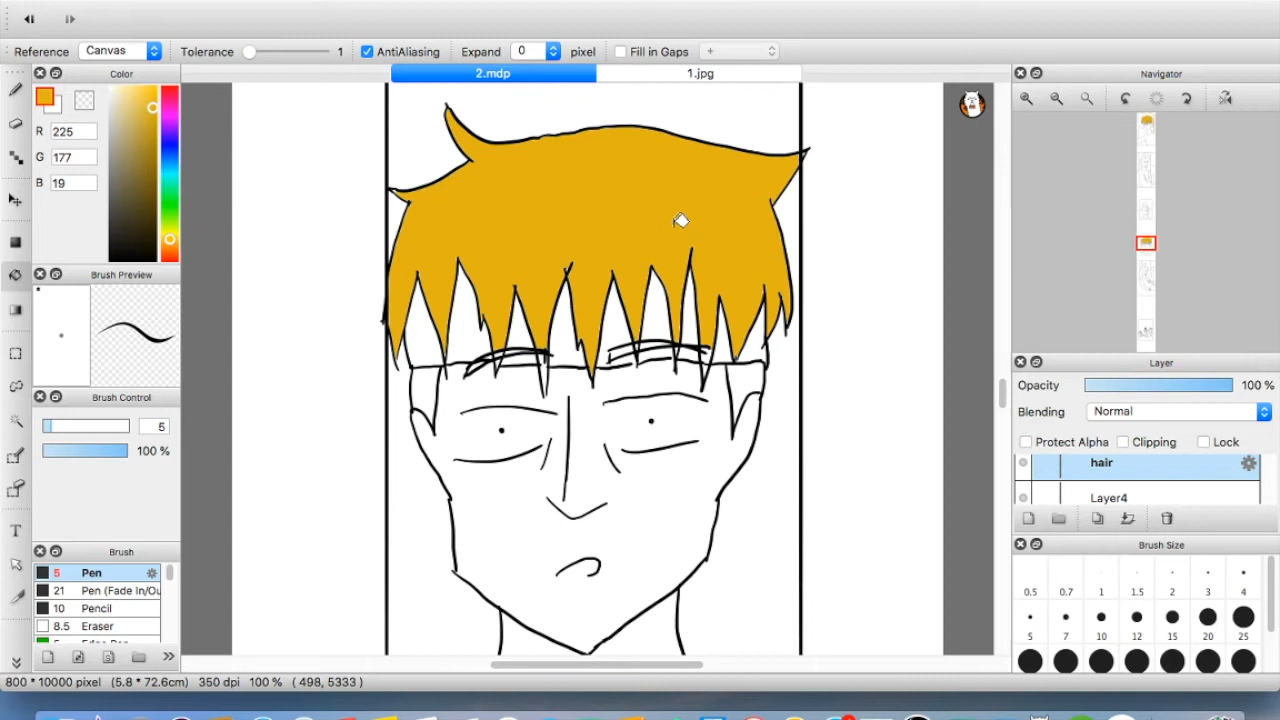 Reference Canvas Tolerance 1 AntiAliasing Expand 0 pixel Fill in Gaps +
Color
R 225
G 177
B 19
Brush Preview
Brush Control
5
100 %
Brush
5 Pen
21 Pen (Fade In/Ou
10 Pencil
8.5 Eraser
2.mdp 1.jpg
Navigator
Layer
Opacity 100 %
Blending Normal
Protect Alpha Clipping Lock
hair
Layer4
Brush Size
0.5 0.7 1 1.5 2 3 4
5 7 10 12 15 20 25
800 * 10000 pixel (5.8 * 72.6cm) 350 dpi 100 % ( 498, 5333 )